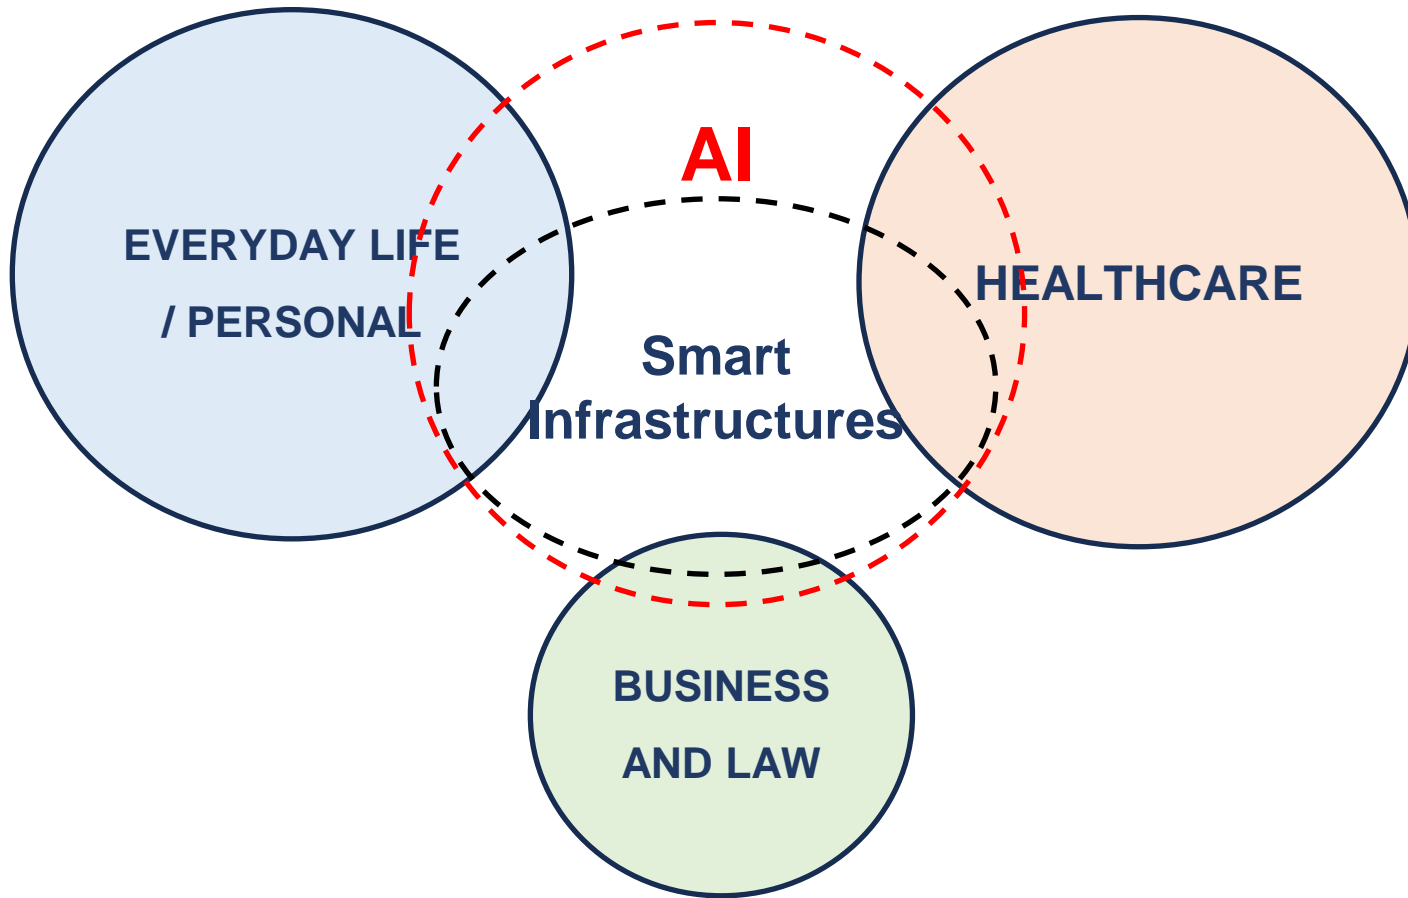 AI
EVERYDAY LIFE
/ PERSONAL
HEALTHCARE
Smart
Infrastructures
BUSINESS
AND LAW